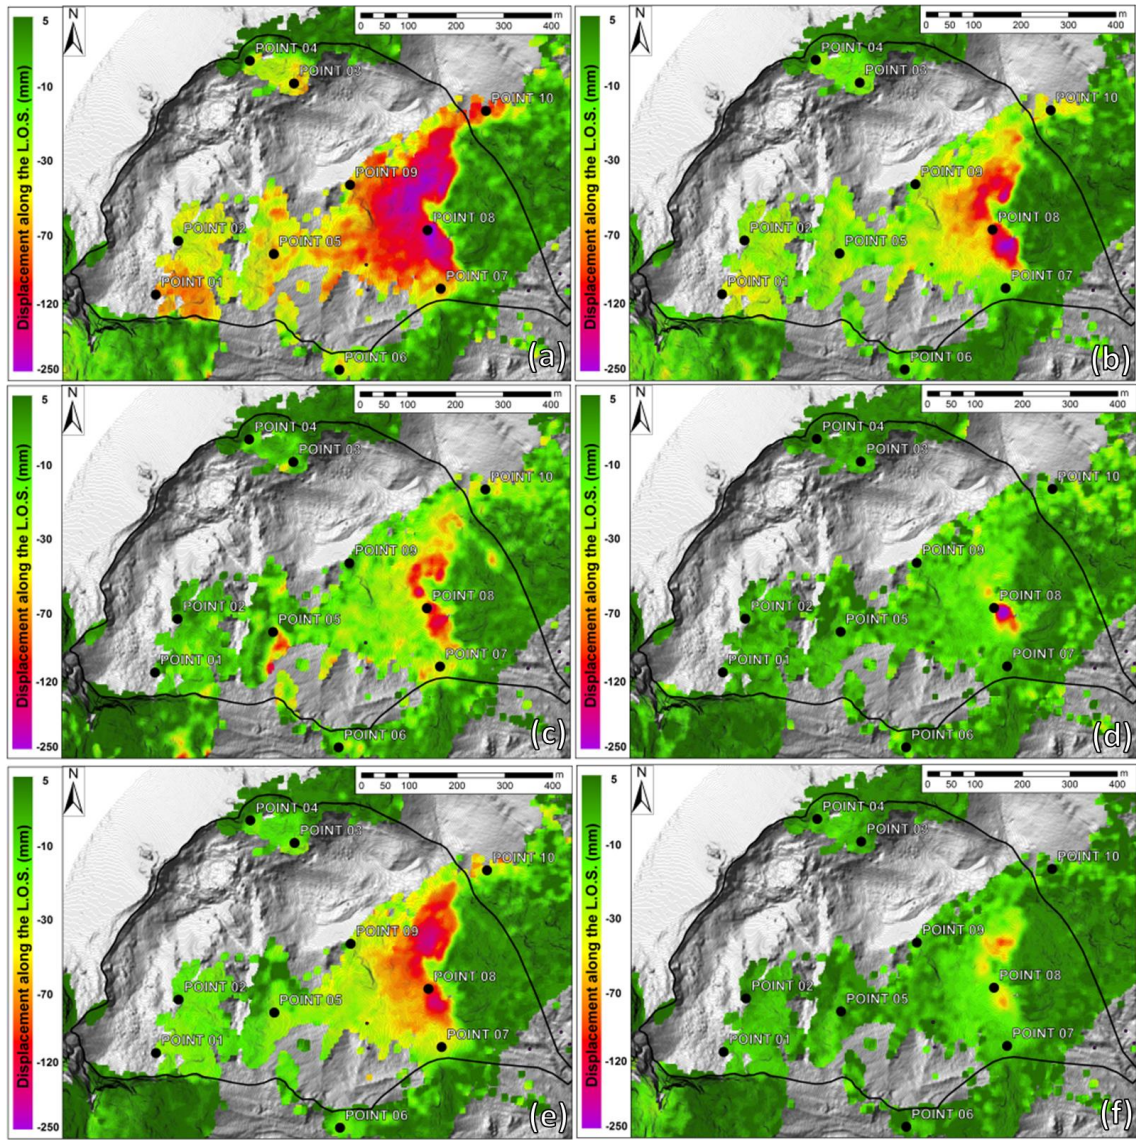 5
-10
-30
-70
-120
-250
Displacement along the L.O.S. (mm)
N
0 50 100 200 300 400 m
POINT 04
POINT 03
POINT 10
POINT 09
POINT 02
POINT 08
POINT 05
POINT 01
POINT 07
POINT 06
(a)
5
-10
-30
-70
-120
-250
Displacement along the L.O.S. (mm)
N
0 50 100 200 300 400 m
POINT 04
POINT 03
POINT 10
POINT 09
POINT 02
POINT 08
POINT 05
POINT 01
POINT 07
POINT 06
(b)
5
-10
-30
-70
-120
-250
Displacement along the L.O.S. (mm)
N
0 50 100 200 300 400 m
POINT 04
POINT 03
POINT 10
POINT 09
POINT 02
POINT 08
POINT 05
POINT 01
POINT 07
POINT 06
(c)
5
-10
-30
-70
-120
-250
Displacement along the L.O.S. (mm)
N
0 50 100 200 300 400 m
POINT 04
POINT 03
POINT 10
POINT 09
POINT 02
POINT 08
POINT 05
POINT 01
POINT 07
POINT 06
(d)
5
-10
-30
-70
-120
-250
Displacement along the L.O.S. (mm)
N
0 50 100 200 300 400 m
POINT 04
POINT 03
POINT 10
POINT 09
POINT 02
POINT 08
POINT 05
POINT 01
POINT 07
POINT 06
(e)
5
-10
-30
-70
-120
-250
Displacement along the L.O.S. (mm)
N
0 50 100 200 300 400 m
POINT 04
POINT 03
POINT 10
POINT 09
POINT 02
POINT 08
POINT 05
POINT 01
POINT 07
POINT 06
(f)